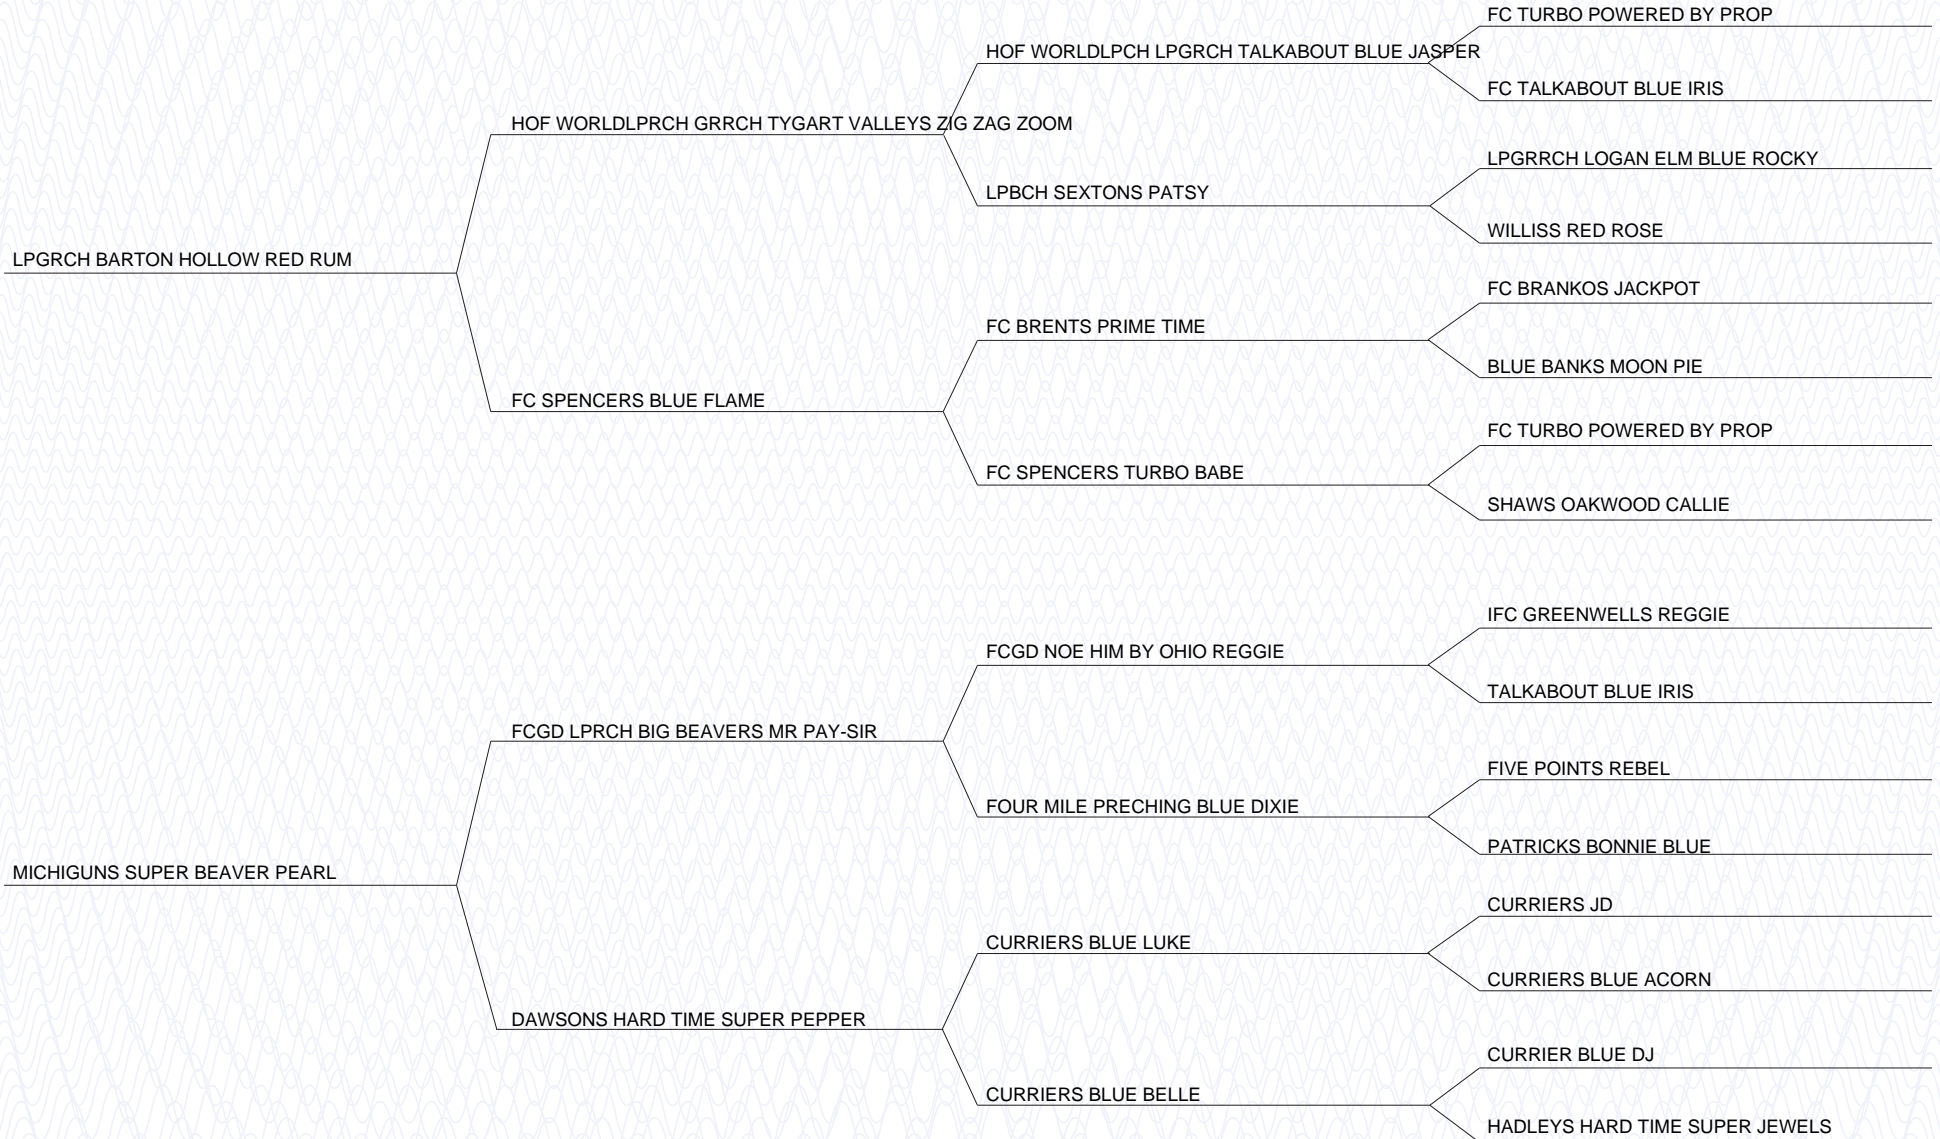 FC TURBO POWERED BY PROP
HOF WORLDLPCH LPGRCH TALKABOUT BLUE JASPER
FC TALKABOUT BLUE IRIS
HOF WORLDLPRCH GRRCH TYGART VALLEYS ZIG ZAG ZOOM
LPGRRCH LOGAN ELM BLUE ROCKY
LPBCH SEXTONS PATSY
WILLISS RED ROSE
LPGRCH BARTON HOLLOW RED RUM
FC BRANKOS JACKPOT
FC BRENTS PRIME TIME
BLUE BANKS MOON PIE
FC SPENCERS BLUE FLAME
FC TURBO POWERED BY PROP
FC SPENCERS TURBO BABE
SHAWS OAKWOOD CALLIE
IFC GREENWELLS REGGIE
FCGD NOE HIM BY OHIO REGGIE
TALKABOUT BLUE IRIS
FCGD LPRCH BIG BEAVERS MR PAY-SIR
FIVE POINTS REBEL
FOUR MILE PRECHING BLUE DIXIE
PATRICKS BONNIE BLUE
MICHIGUNS SUPER BEAVER PEARL
CURRIERS JD
CURRIERS BLUE LUKE
CURRIERS BLUE ACORN
DAWSONS HARD TIME SUPER PEPPER
CURRIER BLUE DJ
CURRIERS BLUE BELLE
HADLEYS HARD TIME SUPER JEWELS